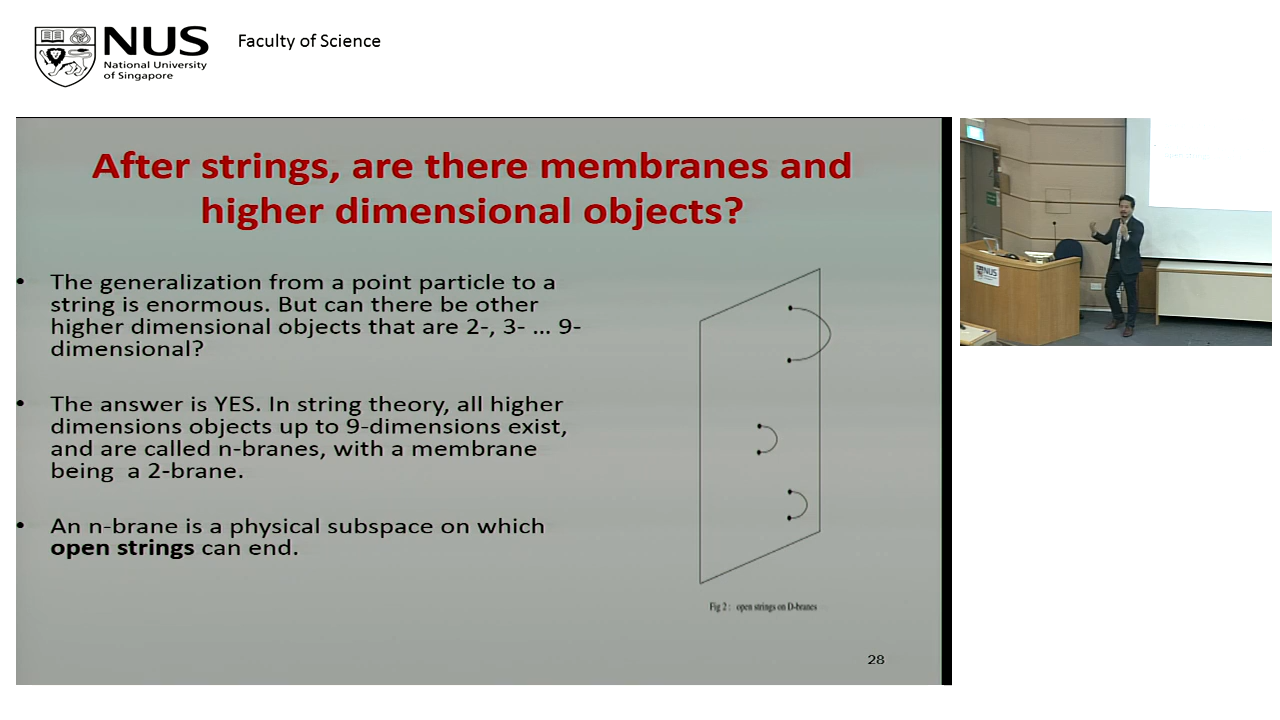 NUS
National University
of Singapore
Faculty of Science
After strings, are there membranes and
higher dimensional objects?
• The generalization from a point particle to a
string is enormous. But can there be other
higher dimensional objects that are 2-, 3- ... 9-
dimensional?
• The answer is YES. In string theory, all higher
dimensions objects up to 9-dimensions exist,
and are called n-branes, with a membrane
being a 2-brane.
• An n-brane is a physical subspace on which
open strings can end.
Fig 2 : open strings on D-branes
28
NUS